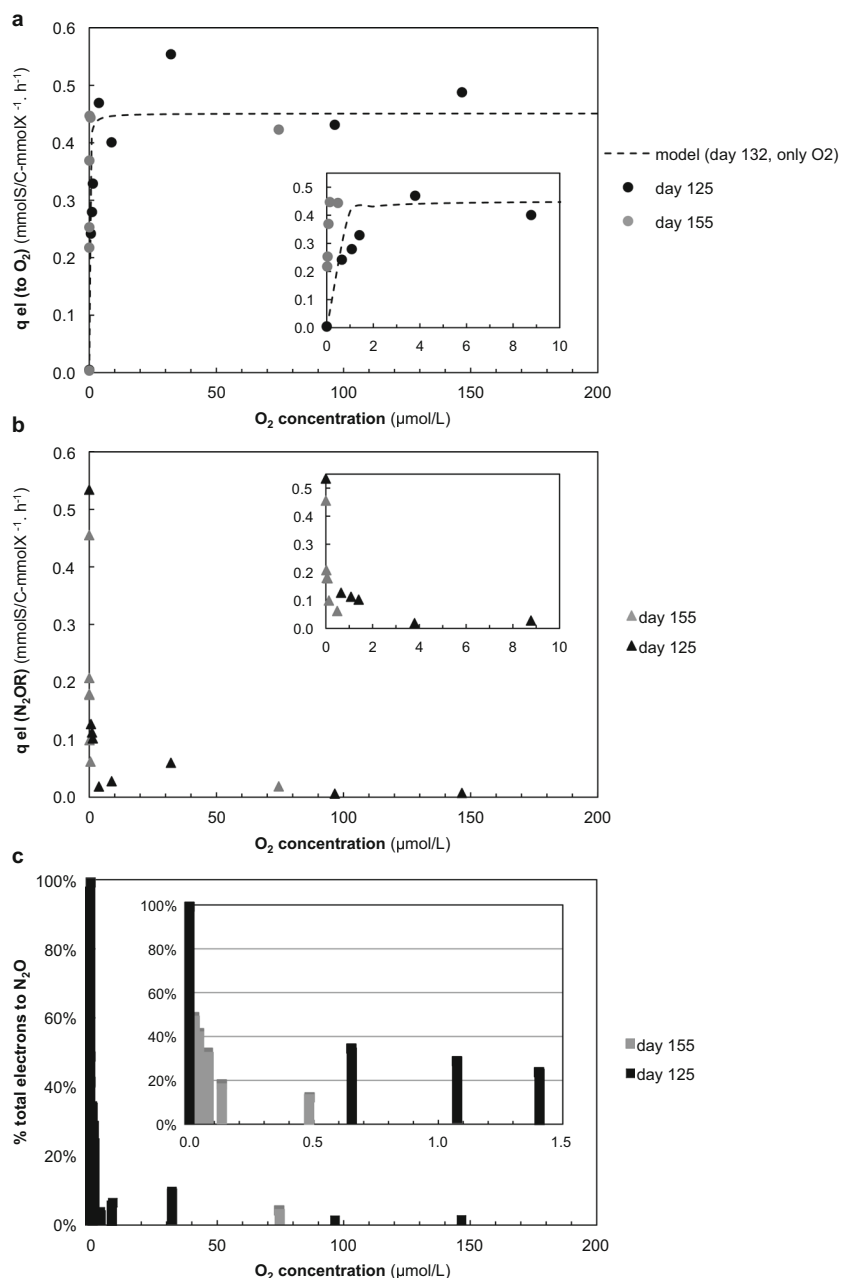 a
q el (to O₂) (mmolS/C-mmolX⁻¹. h⁻¹)
0.6
0.5
0.4
0.3
0.2
0.1
0.0
0 50 100 150 200
O₂ concentration (µmol/L)
0.5
0.4
0.3
0.2
0.1
0.0
0 2 4 6 8 10
model (day 132, only O2)
day 125
day 155
b
q el (N₂OR) (mmolS/C-mmolX⁻¹. h⁻¹)
0.6
0.5
0.4
0.3
0.2
0.1
0.0
0 50 100 150 200
O₂ concentration (µmol/L)
0.5
0.4
0.3
0.2
0.1
0.0
0 2 4 6 8 10
day 155
day 125
c
% total electrons to N₂O
100%
80%
60%
40%
20%
0%
0 50 100 150 200
O₂ concentration (µmol/L)
100%
80%
60%
40%
20%
0%
0.0 0.5 1.0 1.5
day 155
day 125